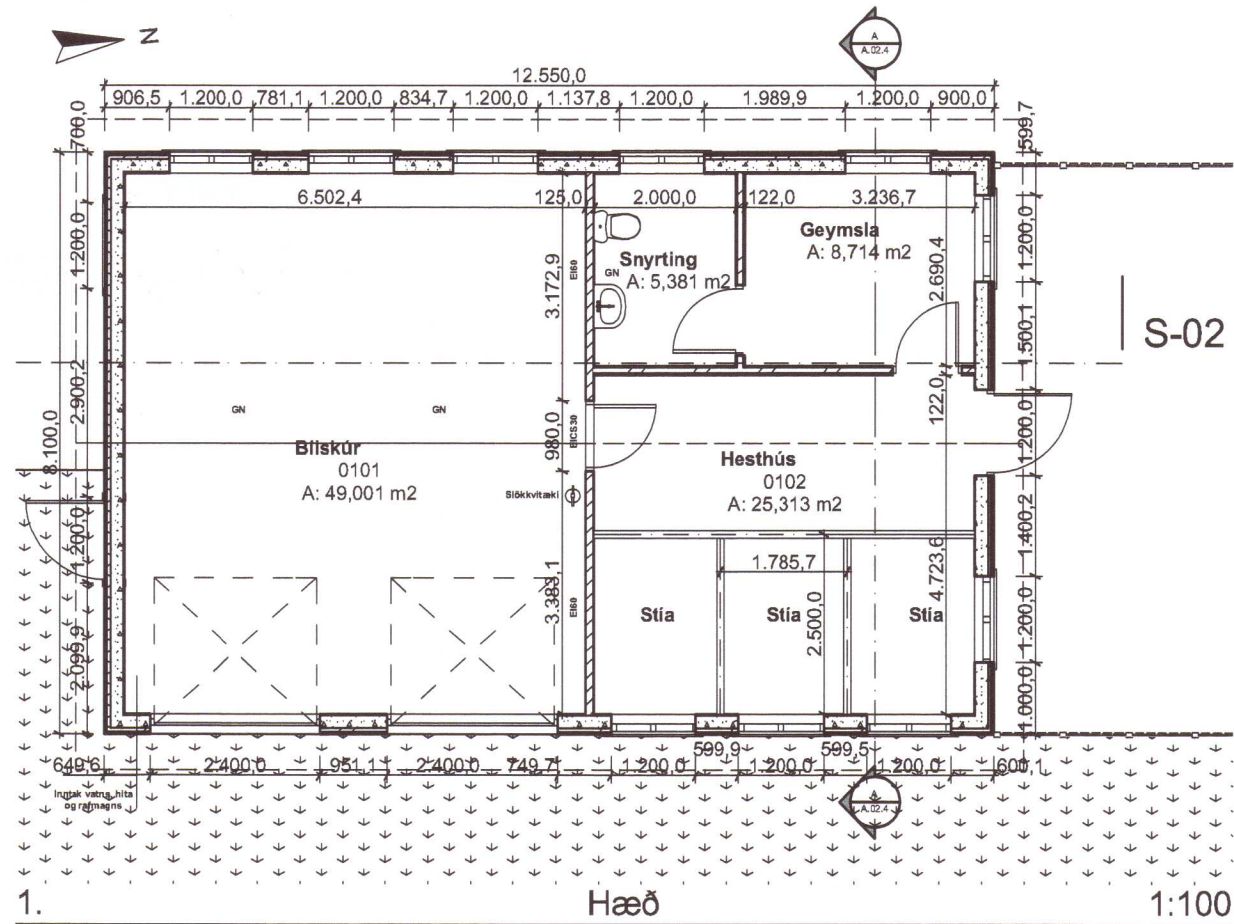 N
A
A.02.4
12.550,0
906,5 1.200,0 781,1 1.200,0 834,7 1.200,0 1.137,8 1.200,0 1.989,9 1.200,0 900,0
700,0
599,7
6.502,4 125,0 2.000,0 122,0 3.236,7
Geymsla
A: 8,714 m2
Snyrting
GN
A: 5,381 m2
EI60
3.172,9
2.690,4
1.200,0
1.200,0
1.500,1
S-02
2.900,2
8.100,0
GN GN
980,0
EICS30
122,0
1.200,0
Bílskúr
0101
A: 49,001 m2
Hesthús
0102
A: 25,313 m2
Slökkvitæki
1.200,0
1.400,2
4.723,6
1.785,7
3.383,1
EI60
2.500,0
Stía Stía Stía
2.099,9
1.200,0
1.000,0
649,6 2.400,0 951,1 2.400,0 749,7 1.200,0 599,9 1.200,0 599,5 1.200,0 600,1
Inntak vatns, hita
og rafmagns
A
A.02.4
1. Hæð 1:100